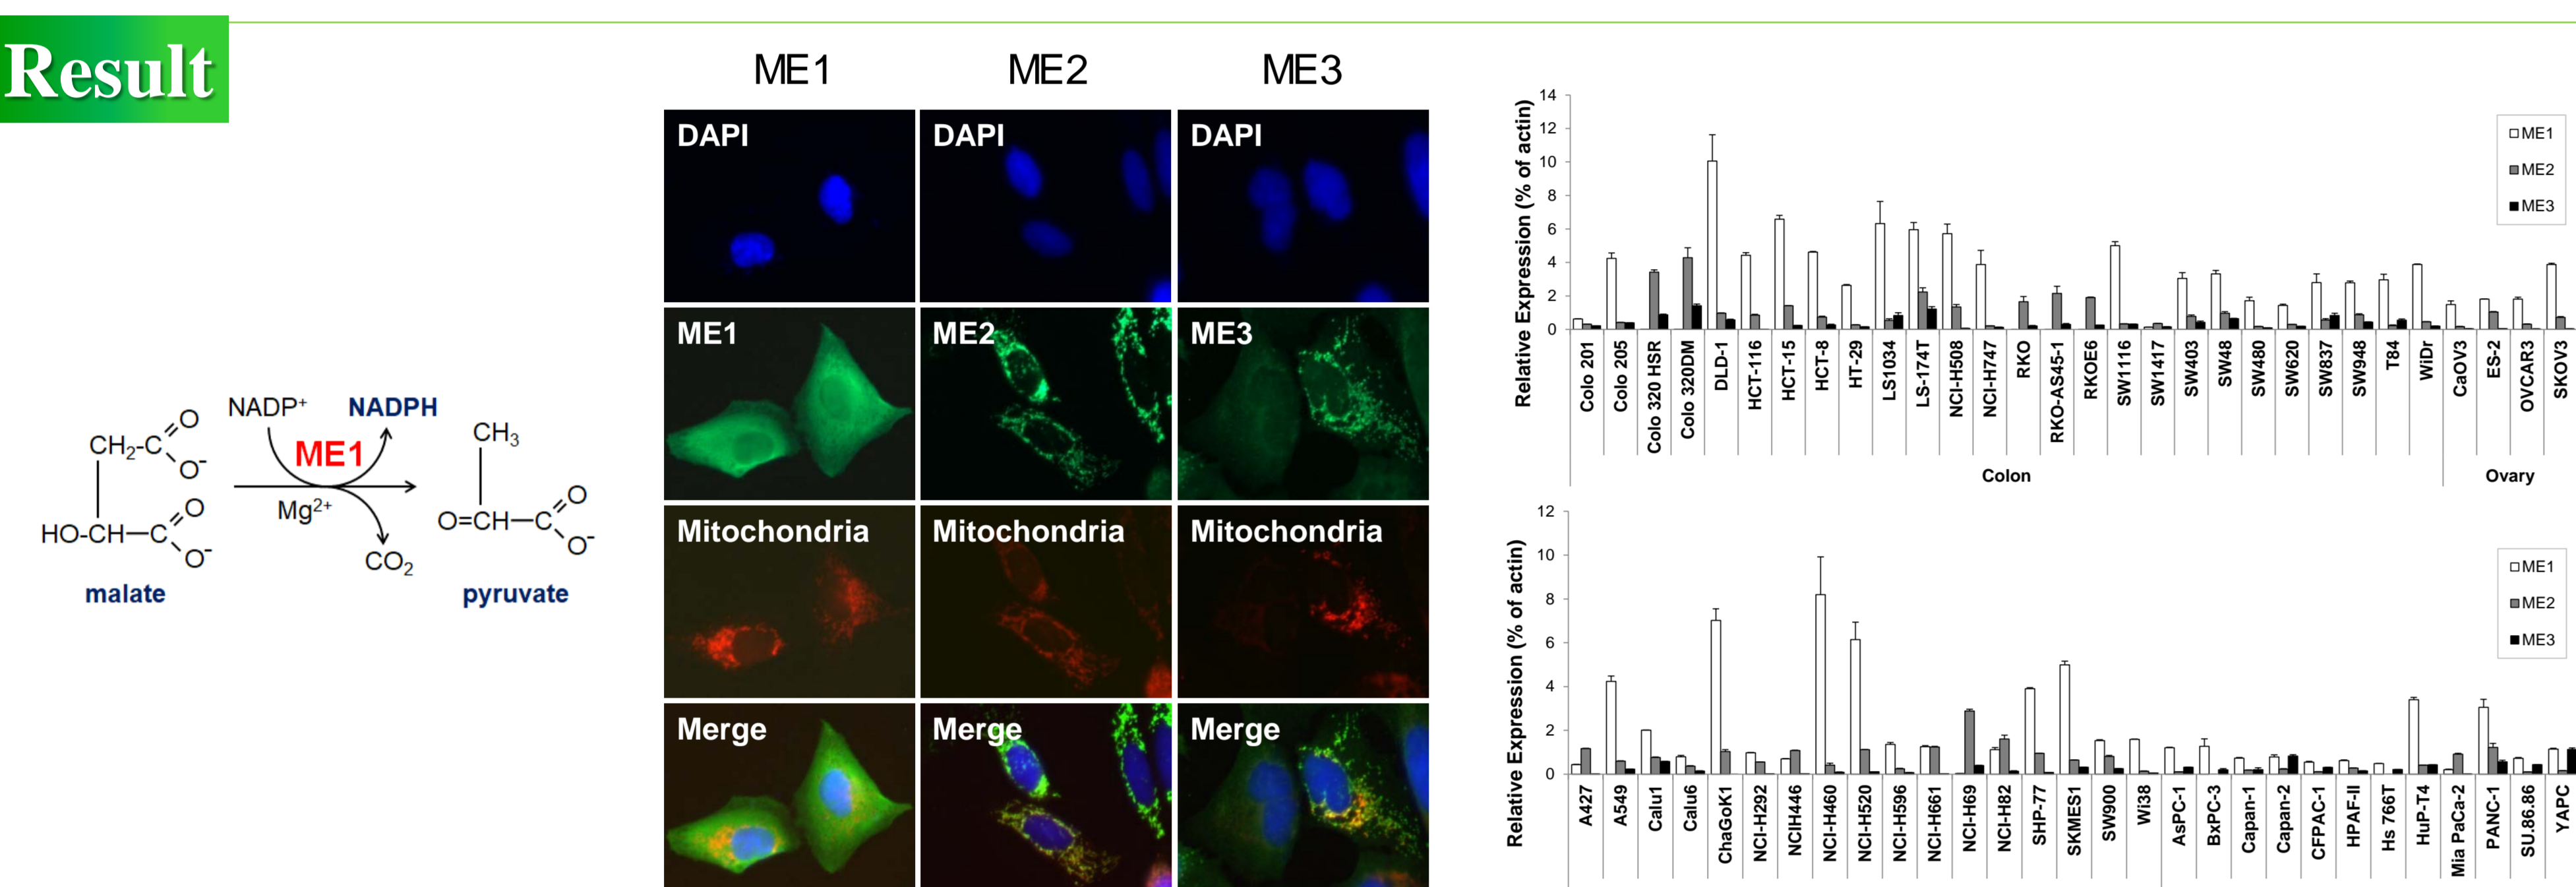 Result
NADP⁺ NADPH
ME1
Mg²⁺
CO₂
CH₂-C
O
O⁻
HO-CH—C
O
O⁻
malate
CH₃
O=CH—C
O
O⁻
pyruvate
ME1 ME2 ME3
DAPI DAPI DAPI
ME1 ME2 ME3
Mitochondria Mitochondria Mitochondria
Merge Merge Merge
Relative Expression (% of actin)
14
12
10
8
6
4
2
0
ME1
ME2
ME3
Colo 201
Colo 205
Colo 320 HSR
Colo 320DM
DLD-1
HCT-116
HCT-15
HCT-8
HT-29
LS1034
LS-174T
NCI-H508
NCI-H747
RKO
RKO-AS45-1
RKOE6
SW1116
SW1417
SW403
SW48
SW480
SW620
SW837
SW948
T84
WiDr
CaOV3
ES-2
OVCAR3
SKOV3
Colon Ovary
Relative Expression (% of actin)
12
10
8
6
4
2
0
ME1
ME2
ME3
A427
A549
Calu1
Calu6
ChaGoK1
NCI-H292
NCIH446
NCI-H460
NCI-H520
NCI-H596
NCI-H661
NCI-H69
NCI-H82
SHP-77
SKMES1
SW900
Wi38
AsPC-1
BxPC-3
Capan-1
Capan-2
CFPAC-1
HPAF-II
Hs 766T
HuP-T4
Mia PaCa-2
PANC-1
SU.86.86
YAPC